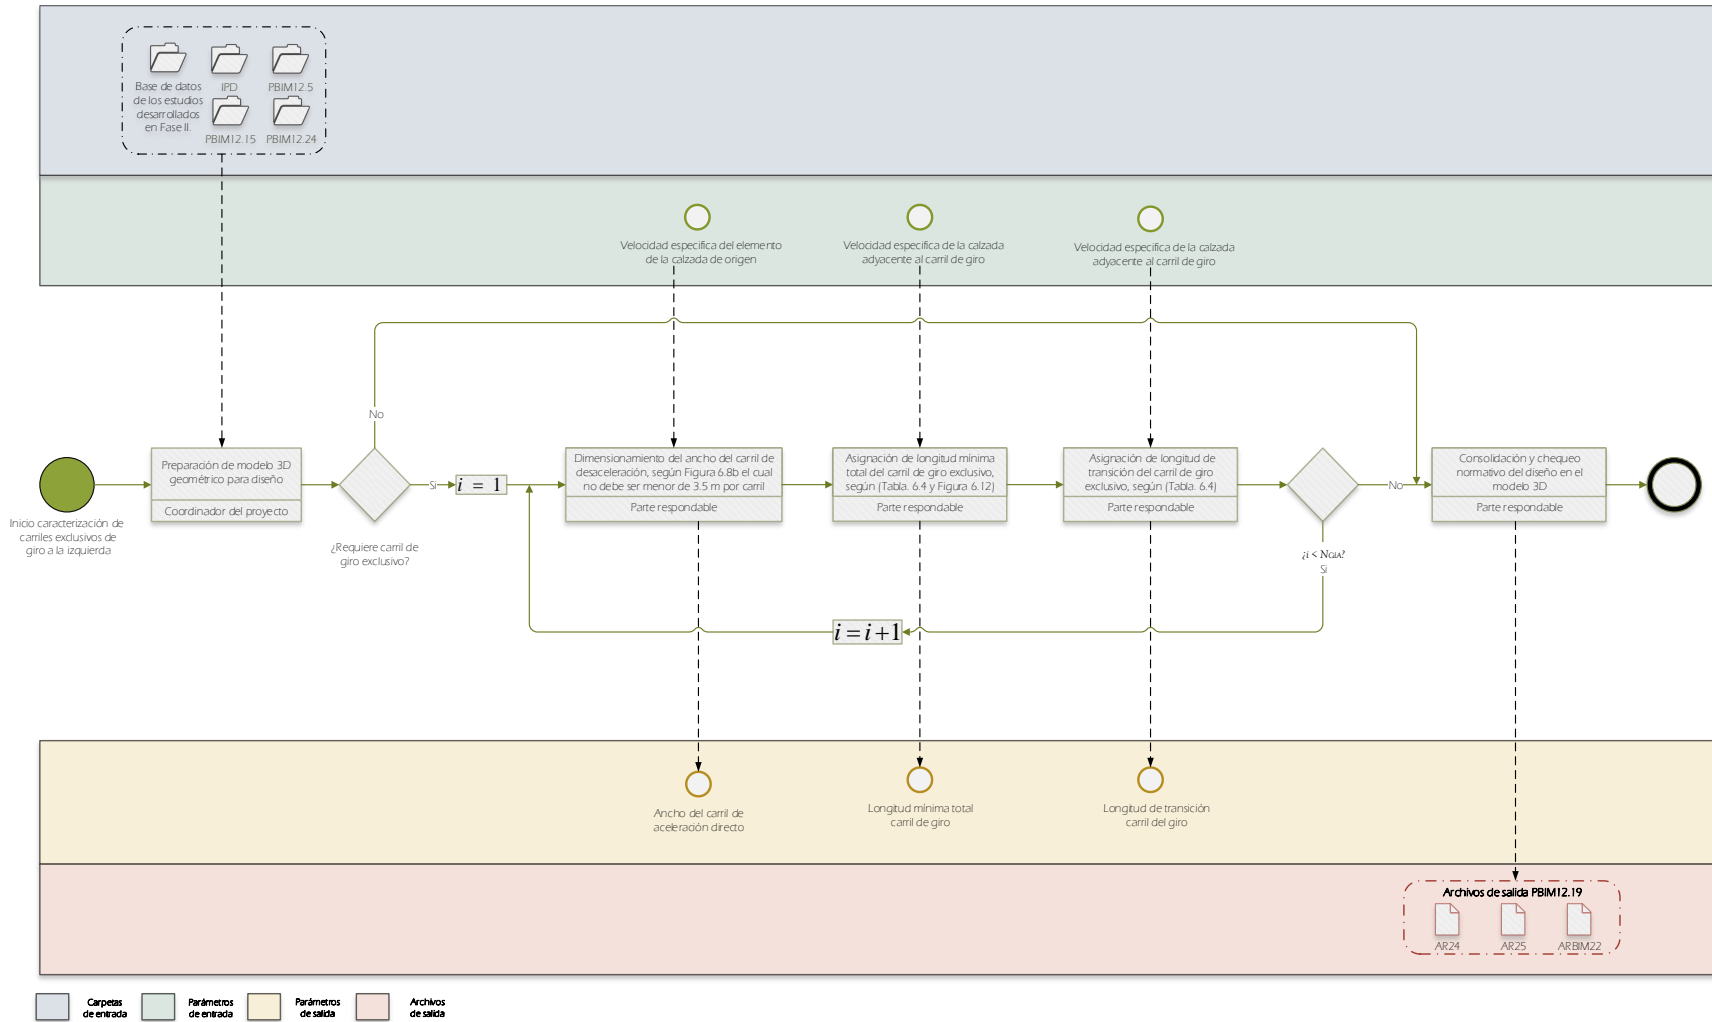 Base de datos
de los estudios
desarrollados
en Fase II.
IPD
PBIM12.5
PBIM12.15
PBIM12.24
Velocidad especifica del elemento
de la calzada de origen
Velocidad especifica de la calzada
adyacente al carril de giro
Velocidad especifica de la calzada
adyacente al carril de giro
No
Inicio caracterización de
carriles exclusivos de
giro a la izquierda
Preparación de modelo 3D
geométrico para diseño
Coordinador del proyecto
¿Requiere carril de
giro exclusivo?
Sí
i = 1
Dimensionamiento del ancho del carril de
desaceleración, según Figura 6.8b el cual
no debe ser menor de 3.5 m por carril
Parte respondable
Asignación de longitud mínima
total del carril de giro exclusivo,
según (Tabla. 6.4 y Figura 6.12)
Parte respondable
Asignación de longitud de
transición del carril de giro
exclusivo, según (Tabla. 6.4)
Parte respondable
¿i < NGIA?
Si
No
Consolidación y chequeo
normativo del diseño en el
modelo 3D
Parte respondable
i = i+1
Ancho del carril de
aceleración directo
Longitud mínima total
carril de giro
Longitud de transición
carril del giro
Archivos de salida PBIM12.19
AR24
AR25
ARBIM22
Carpetas
de entrada
Parámetros
de entrada
Parámetros
de salida
Archivos
de salida